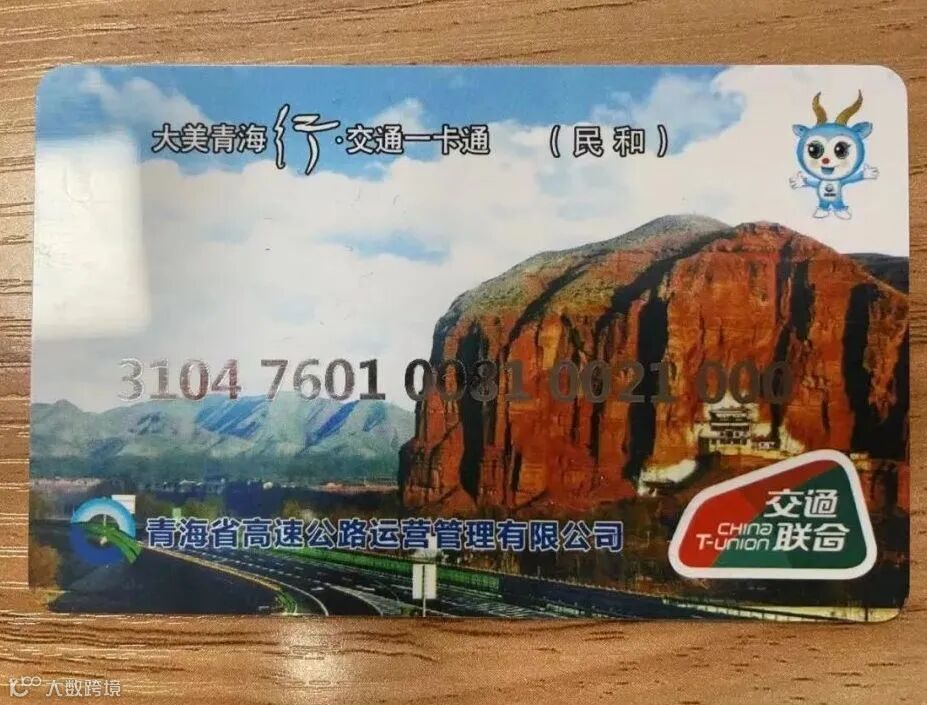 大美青海行·交通一卡通 (民和)
3104 7601 0081 0021 000
青海省高速公路运营管理有限公司
交通
CHINA
T-UNION 联合
大数跨境